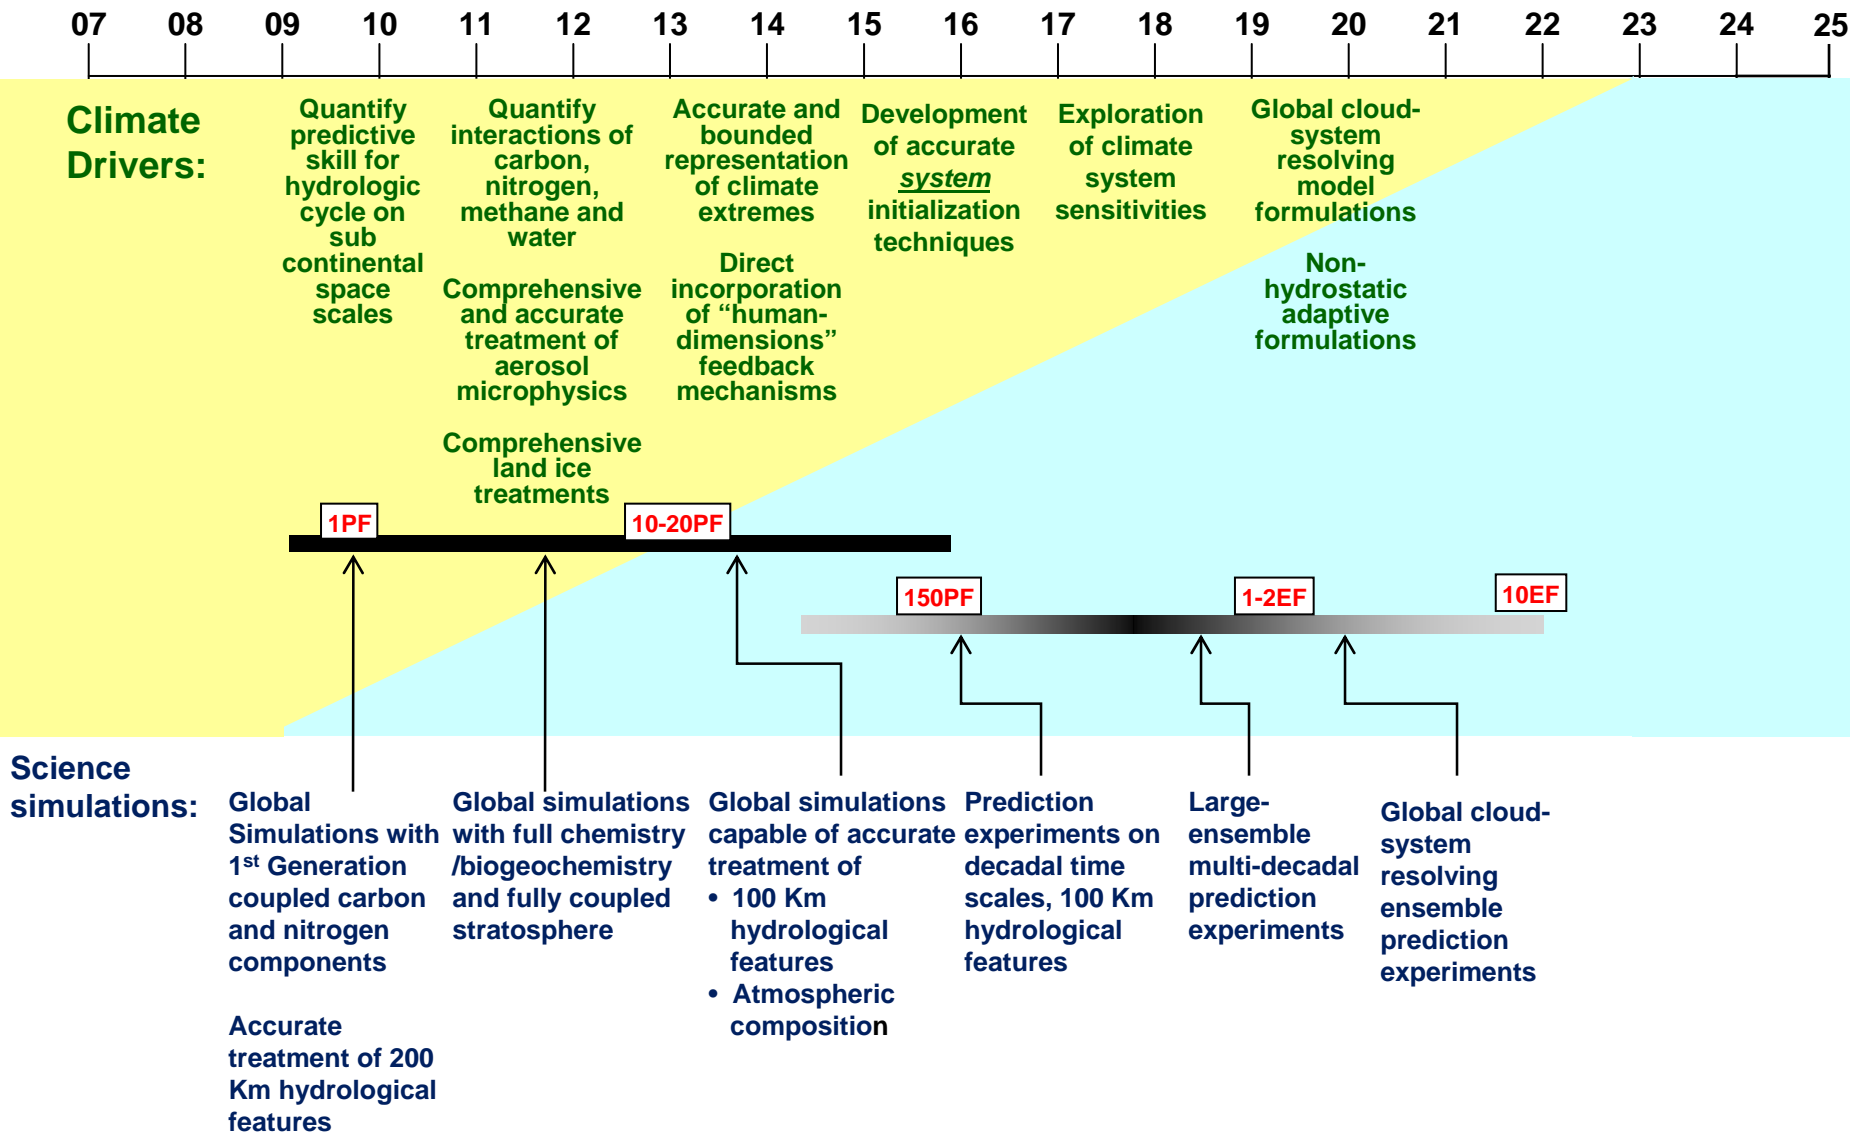 07 08 09 10 11 12 13 14 15 16 17 18 19 20 21 22 23 24 25
Climate
Drivers:
Quantify
predictive
skill for
hydrologic
cycle on
sub
continental
space
scales
Quantify
interactions of
carbon,
nitrogen,
methane and
water
Comprehensive
and accurate
treatment of
aerosol
microphysics
Comprehensive
land ice
treatments
Accurate and
bounded
representation
of climate
extremes
Direct
incorporation
of “human-
dimensions”
feedback
mechanisms
Development
of accurate
system
initialization
techniques
Exploration
of climate
system
sensitivities
Global cloud-
system
resolving
model
formulations
Non-
hydrostatic
adaptive
formulations
1PF
10-20PF
150PF
1-2EF
10EF
Science
simulations:
Global
Simulations with
1st Generation
coupled carbon
and nitrogen
components
Accurate
treatment of 200
Km hydrological
features
Global simulations
with full chemistry
/biogeochemistry
and fully coupled
stratosphere
Global simulations
capable of accurate
treatment of
• 100 Km
hydrological
features
• Atmospheric
composition
Prediction
experiments on
decadal time
scales, 100 Km
hydrological
features
Large-
ensemble
multi-decadal
prediction
experiments
Global cloud-
system
resolving
ensemble
prediction
experiments